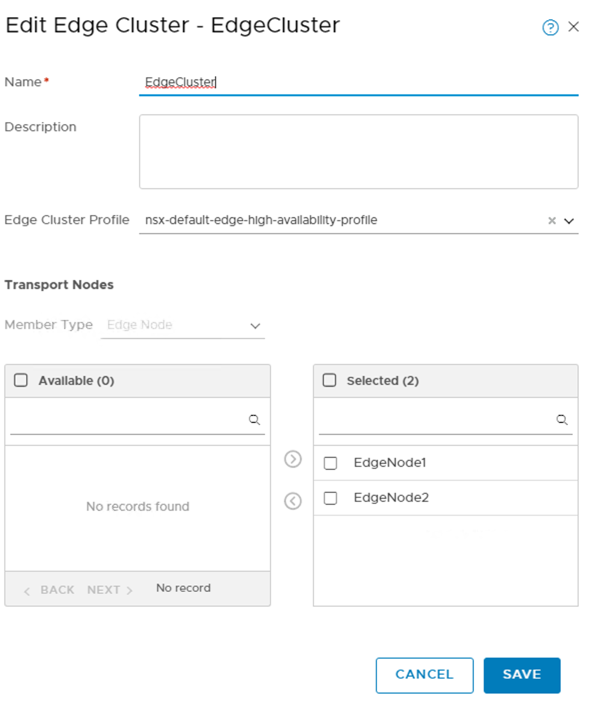 Edit Edge Cluster - EdgeCluster
Name*
EdgeCluster
Description
Edge Cluster Profile
nsx-default-edge-high-availability-profile
Transport Nodes
Member Type
Edge Node
Available (0)
Selected (2)
EdgeNode1
EdgeNode2
No records found
BACK NEXT No record
CANCEL SAVE